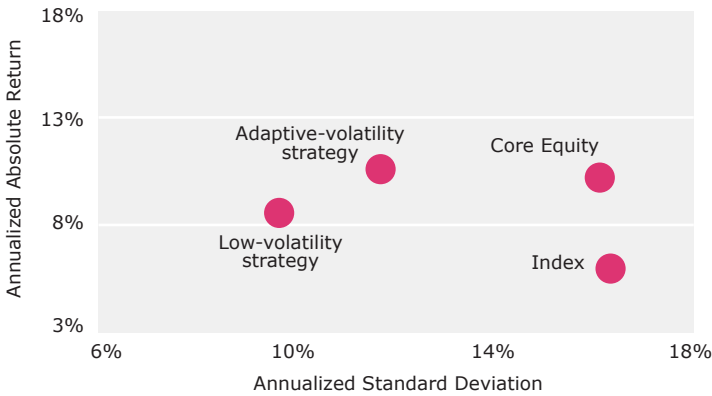 18%
13%
8%
3%
Annualized Absolute Return
Adaptive-volatility
strategy
Core Equity
Low-volatility
strategy
Index
6%
10%
14%
18%
Annualized Standard Deviation